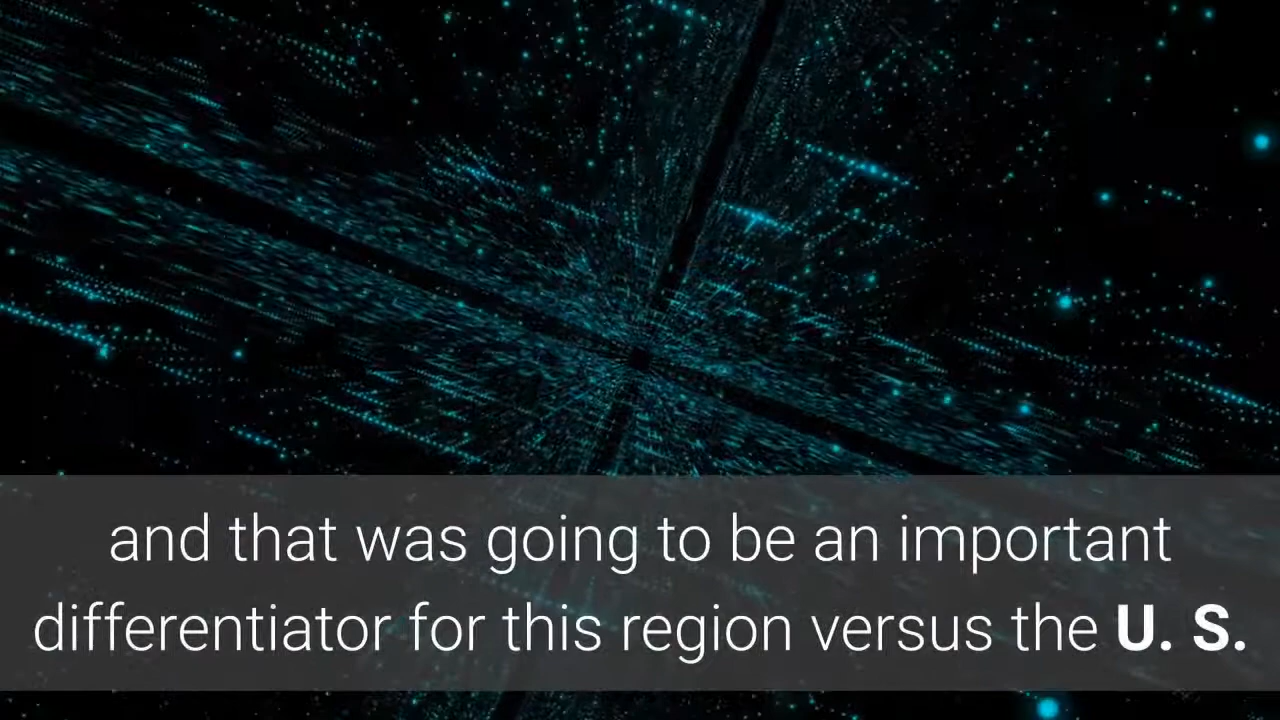 and that was going to be an important
differentiator for this region versus the U. S.